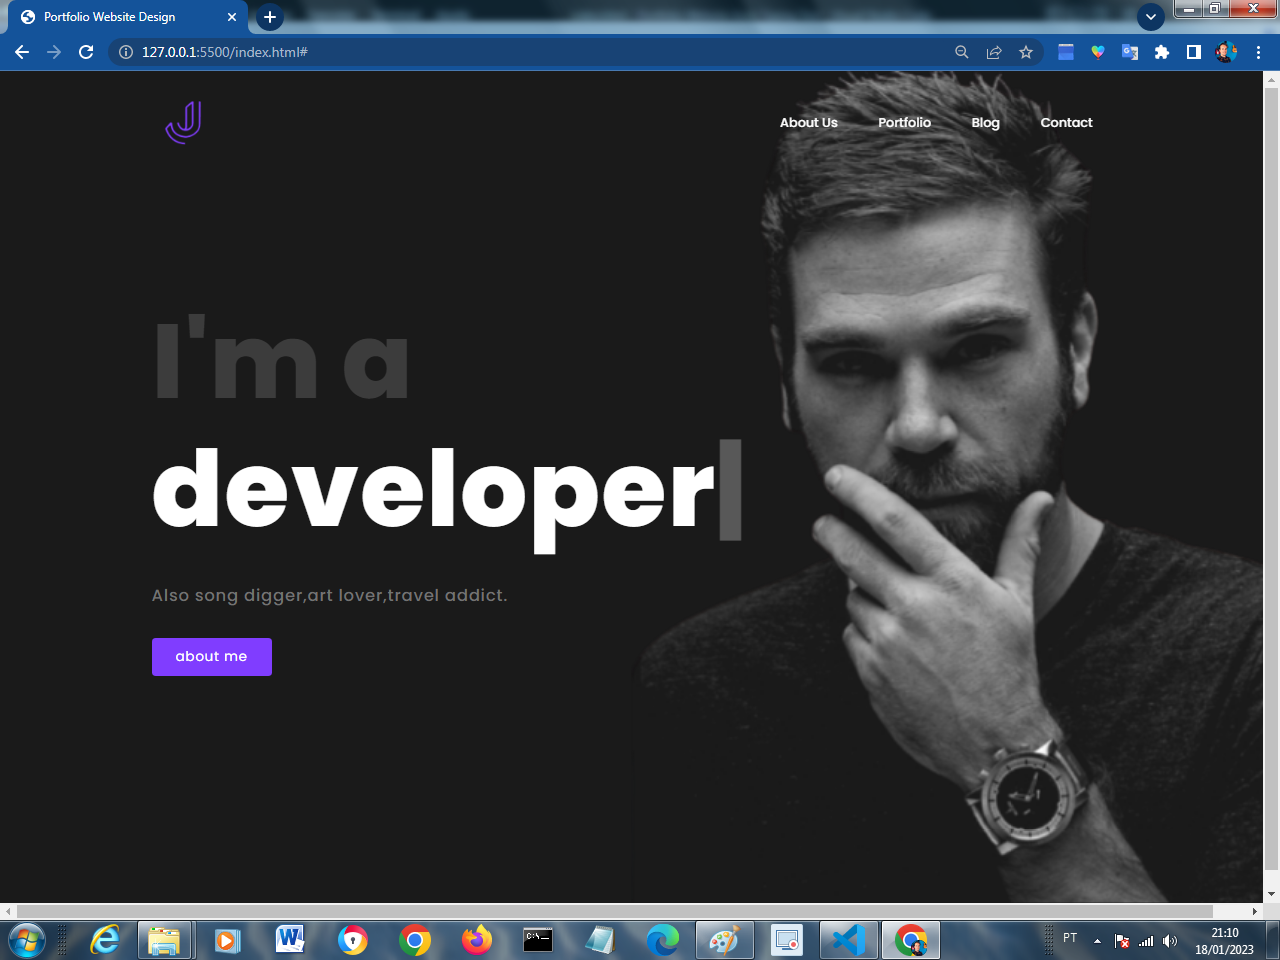 Portfolio Website Design
127.0.0.1:5500/index.html#
About Us Portfolio Blog Contact
I'm a
developer
Also song digger,art lover,travel addict.
about me
PT
21:10
18/01/2023